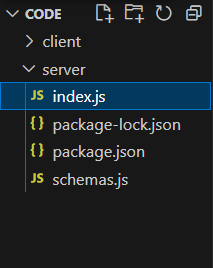 CODE
client
server
JS index.js
{ } package-lock.json
{ } package.json
JS schemas.js